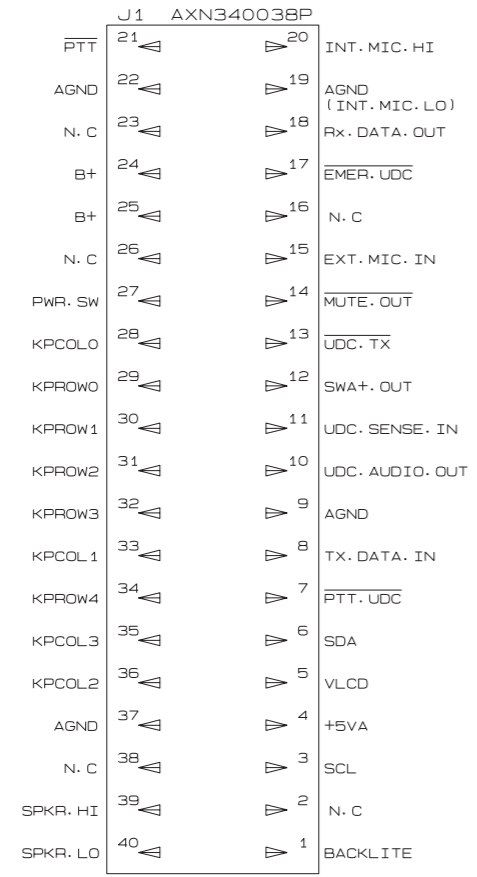 J1 AXN340038P
PTT 21 20 INT.MIC.HI
AGND 22 19 AGND
(INT.MIC.LO)
N.C 23 18 Rx.DATA.OUT
B+ 24 17 EMER.UDC
B+ 25 16 N.C
N.C 26 15 EXT.MIC.IN
PWR.SW 27 14 MUTE.OUT
KPCOL0 28 13 UDC.TX
KPROW0 29 12 SWA+.OUT
KPROW1 30 11 UDC.SENSE.IN
KPROW2 31 10 UDC.AUDIO.OUT
KPROW3 32 9 AGND
KPCOL1 33 8 TX.DATA.IN
KPROW4 34 7 PTT.UDC
KPCOL3 35 6 SDA
KPCOL2 36 5 VLCD
AGND 37 4 +5VA
N.C 38 3 SCL
SPKR.HI 39 2 N.C
SPKR.LO 40 1 BACKLITE